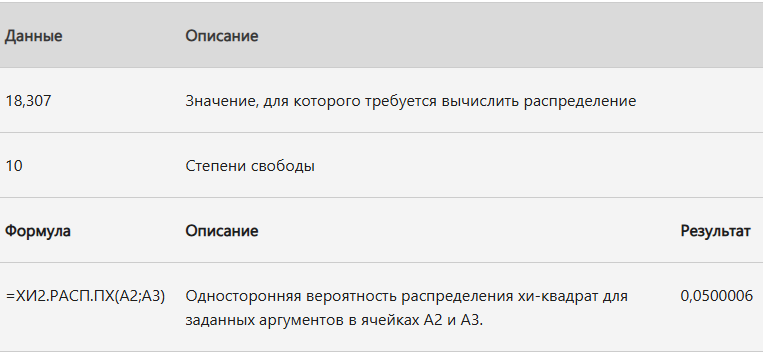 Данные Описание
18,307 Значение, для которого требуется вычислить распределение
10 Степени свободы
Формула Описание Результат
=ХИ2.РАСП.ПХ(A2;A3) Односторонняя вероятность распределения хи-квадрат для 0,0500006
заданных аргументов в ячейках A2 и A3.